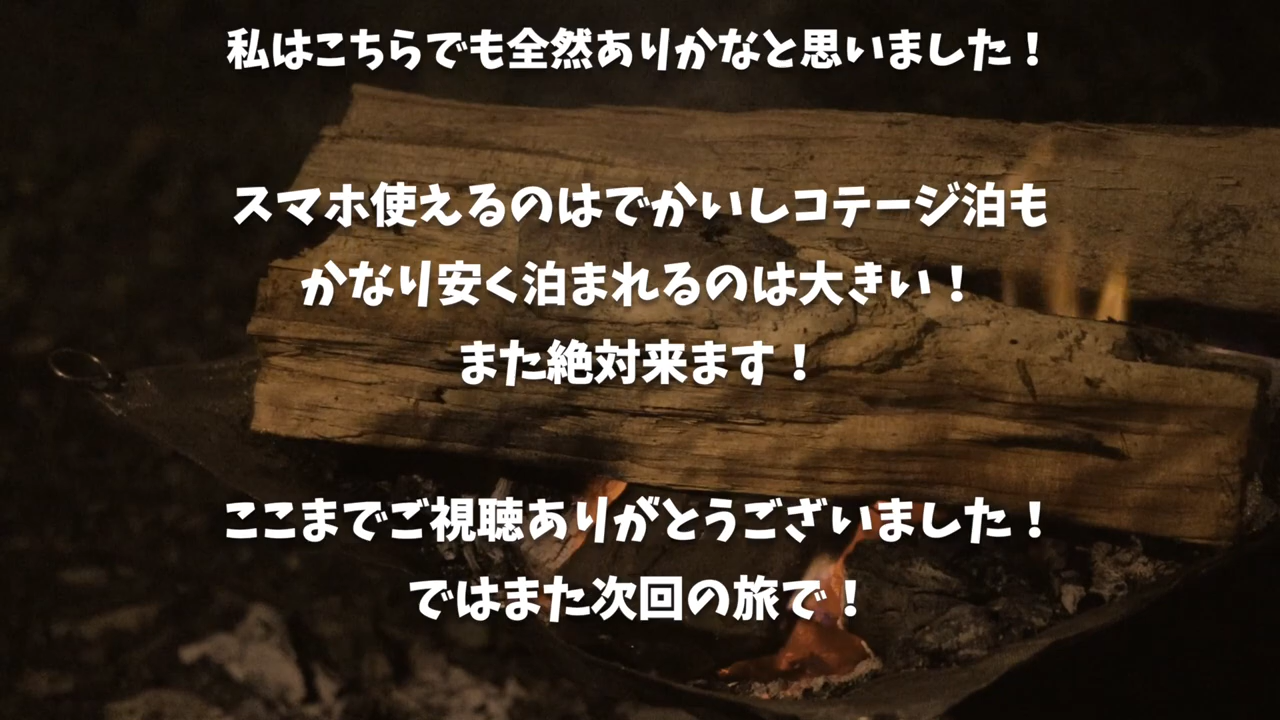 私はこちらでも全然ありかなと思いました！
スマホ使えるのはでかいしコテージ泊も
かなり安く泊まれるのは大きい！
また絶対来ます！
ここまでご視聴ありがとうございました！
ではまた次回の旅で！